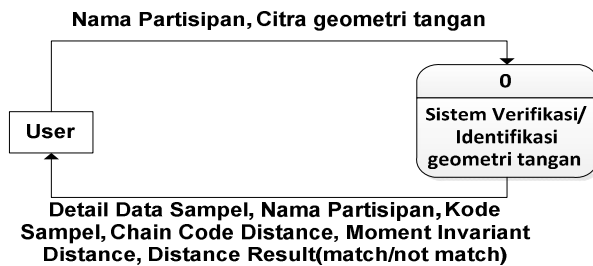 Nama Partisipan, Citra geometri tangan
0
User
Sistem Verifikasi/
Identifikasi
geometri tangan
Detail Data Sampel, Nama Partisipan, Kode
Sampel, Chain Code Distance, Moment Invariant
Distance, Distance Result(match/not match)